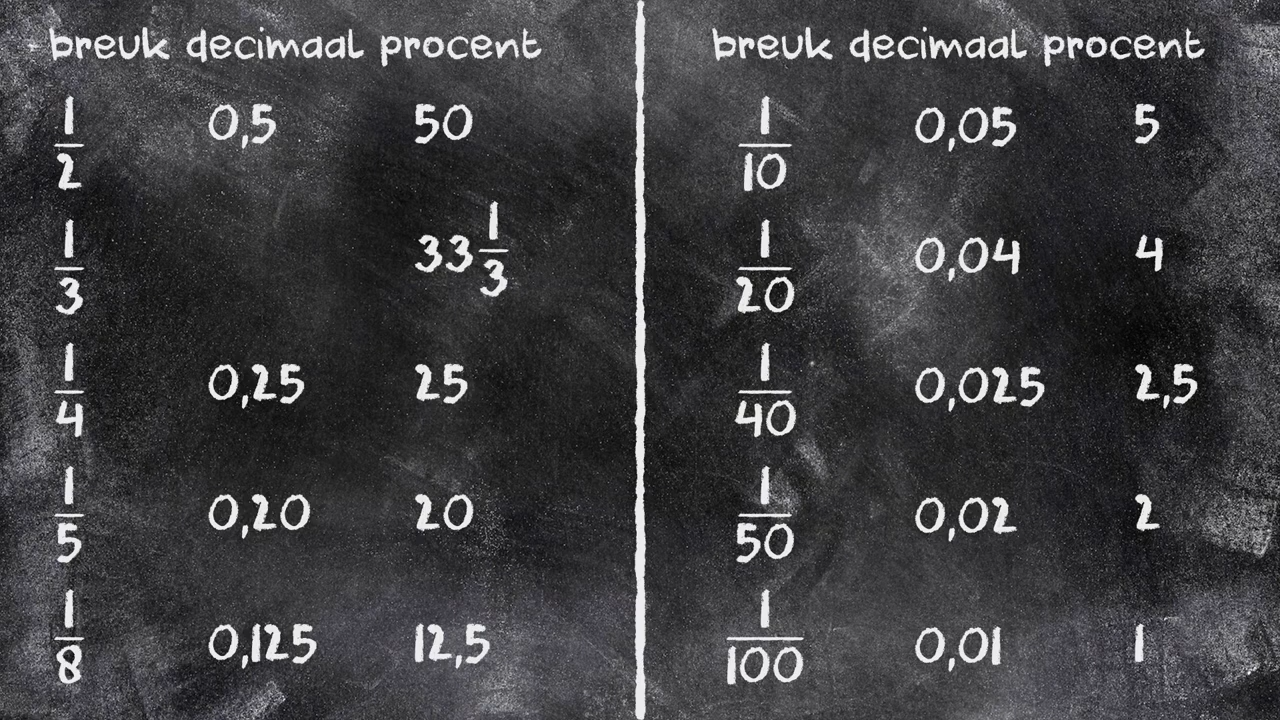 breuk decimaal procent
1/2 0,5 50
1/3 33 1/3
1/4 0,25 25
1/5 0,20 20
1/8 0,125 12,5
breuk decimaal procent
1/10 0,05 5
1/20 0,04 4
1/40 0,025 2,5
1/50 0,02 2
1/100 0,01 1